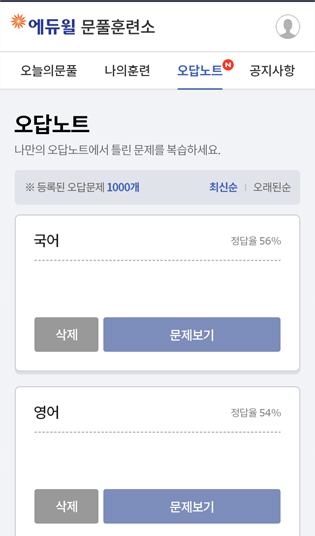 에듀윌 문풀훈련소
오늘의문풀 나의훈련 오답노트 N 공지사항
오답노트
나만의 오답노트에서 틀린 문제를 복습하세요.
※ 등록된 오답문제 1000개 최신순 | 오래된순
국어 정답율 56%
삭제 문제보기
영어 정답율 54%
삭제 문제보기